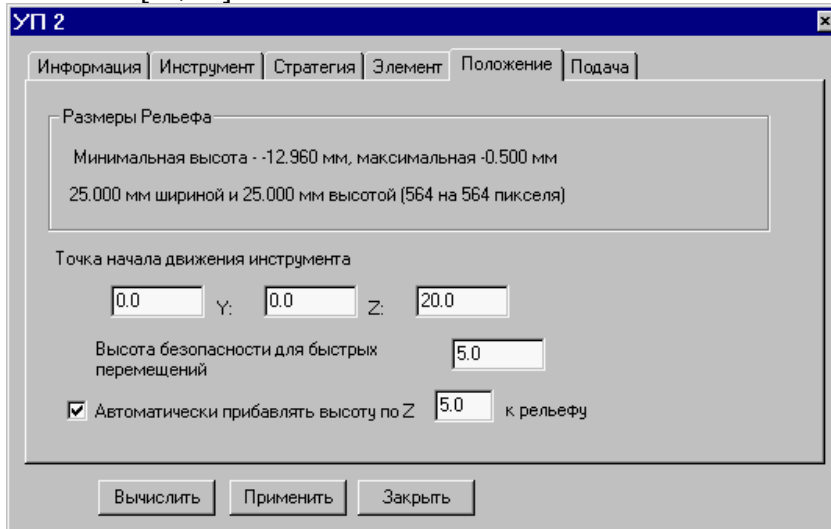 УП 2
Информация Инструмент Стратегия Элемент Положение Подача
Размеры Рельефа
Минимальная высота - -12.960 мм, максимальная -0.500 мм
25.000 мм шириной и 25.000 мм высотой (564 на 564 пикселя)
Точка начала движения инструмента
0.0 Y: 0.0 Z: 20.0
Высота безопасности для быстрых 5.0
перемещений
Автоматически прибавлять высоту по Z 5.0 к рельефу
Вычислить Применить Закрыть